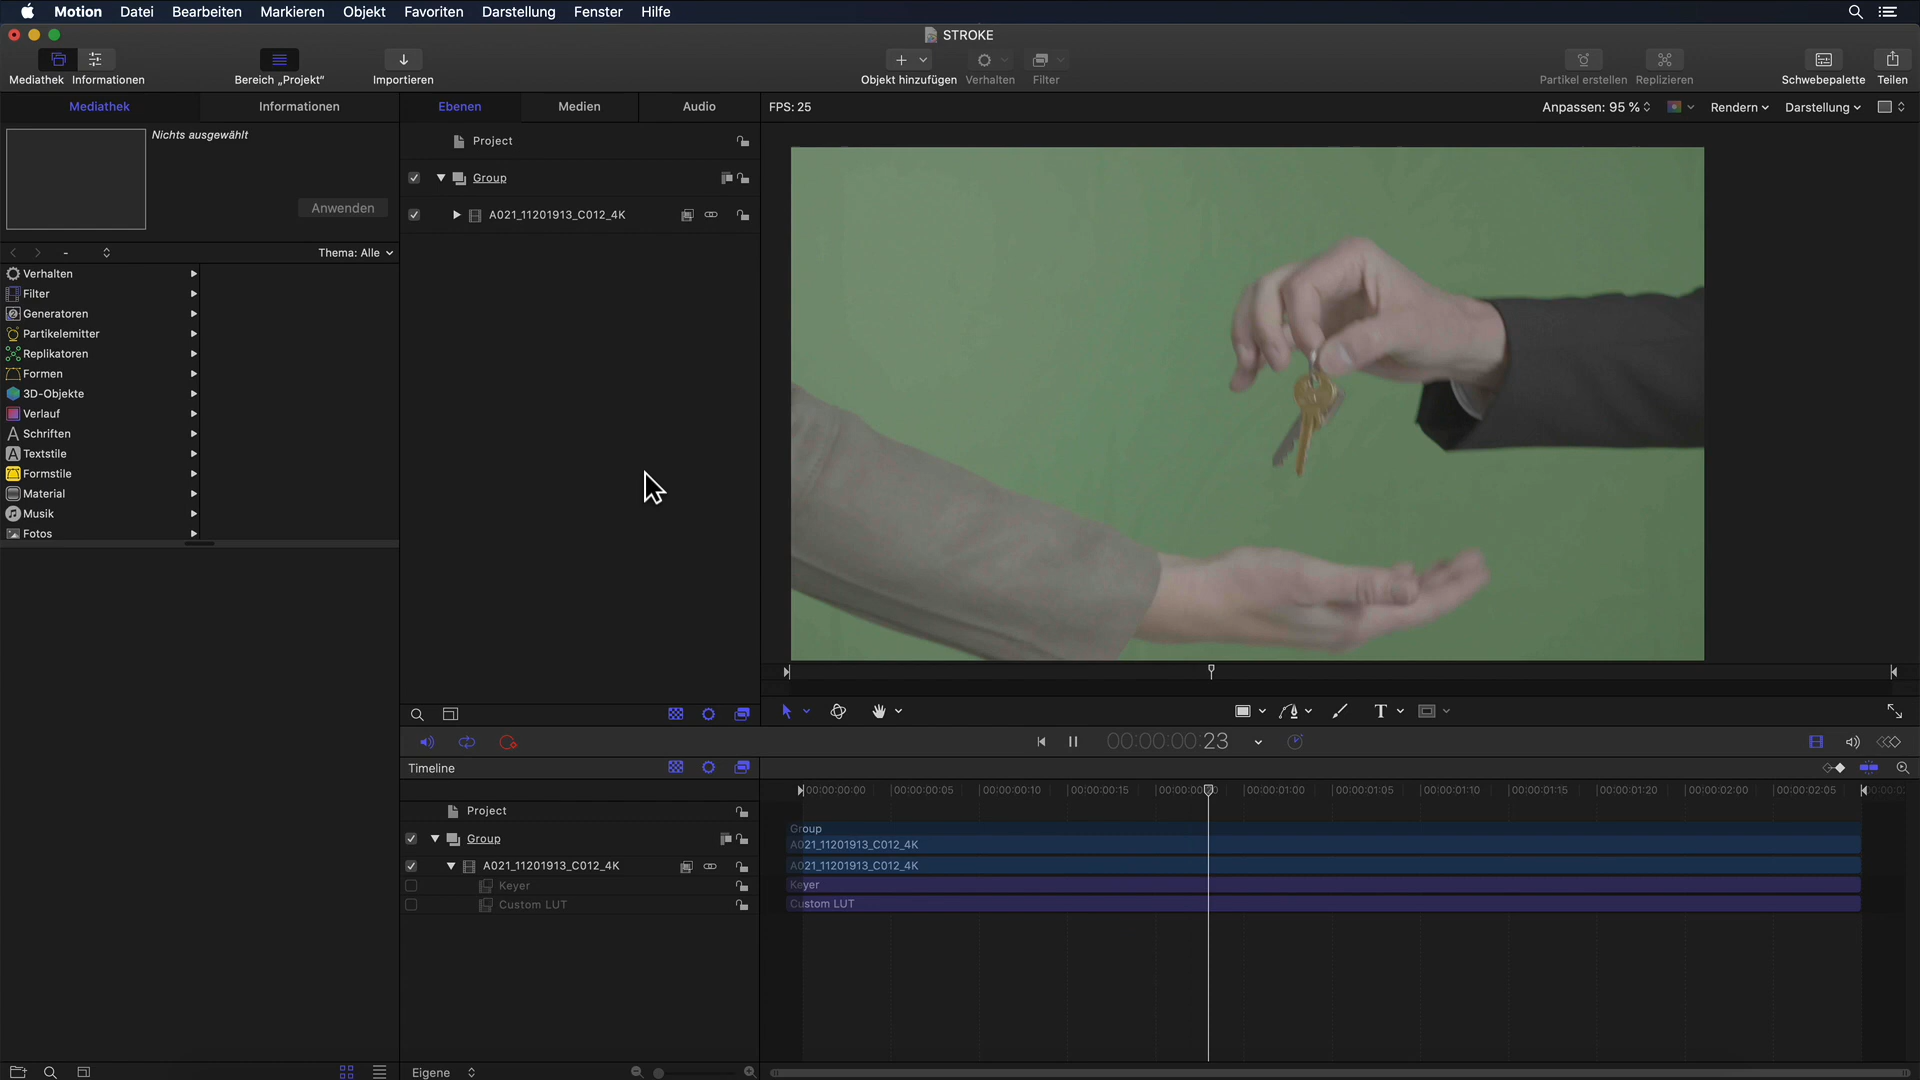 Motion Datei Bearbeiten Markieren Objekt Favoriten Darstellung Fenster Hilfe
STROKE
Mediathek Informationen Bereich „Projekt“ Importieren Objekt hinzufügen Verhalten Filter Partikel erstellen Replizieren Schwebepalette Teilen
Mediathek Informationen Ebenen Medien Audio FPS: 25 Anpassen: 95 % Rendern Darstellung
Nichts ausgewählt
Anwenden
Project
Group
A021_11201913_C012_4K
- Thema: Alle
Verhalten
Filter
Generatoren
Partikelemitter
Replikatoren
Formen
3D-Objekte
Verlauf
Schriften
Textstile
Formstile
Material
Musik
Fotos
T
00:00:00:23
Timeline
00:00:00:00 00:00:00:05 00:00:00:10 00:00:00:15 00:00:01:00 00:00:01:05 00:00:01:10 00:00:01:15 00:00:01:20 00:00:02:00 00:00:02:05
Project
Group
A021_11201913_C012_4K
Keyer
Custom LUT
Group
A021_11201913_C012_4K
A021_11201913_C012_4K
Keyer
Custom LUT
Eigene